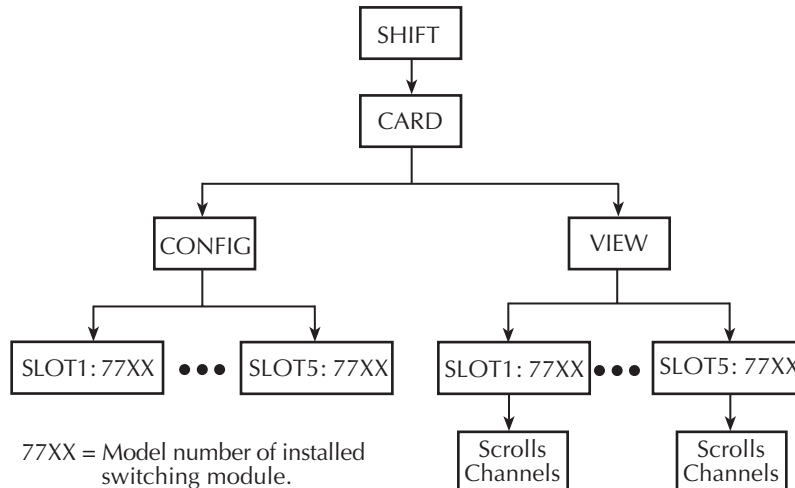 SHIFT
CARD
CONFIG
VIEW
SLOT1: 77XX ••• SLOT5: 77XX
SLOT1: 77XX ••• SLOT5: 77XX
Scrolls
Channels
Scrolls
Channels
77XX = Model number of installed
switching module.